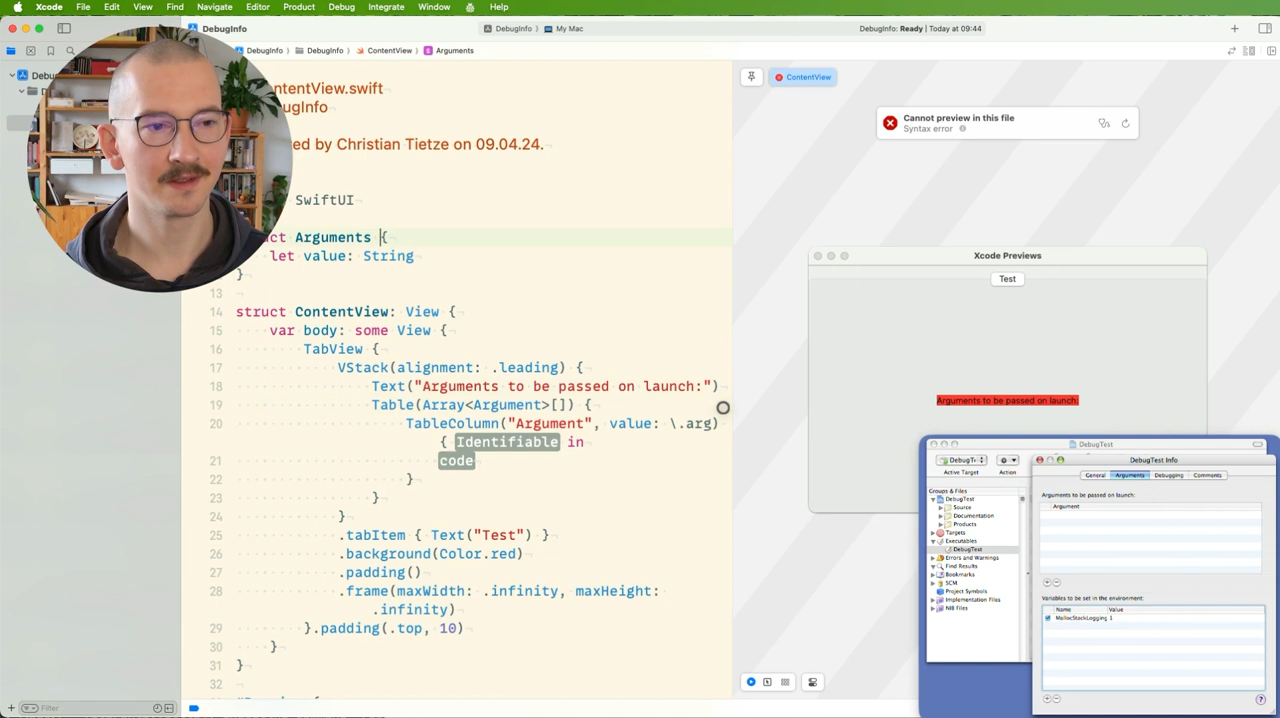 Xcode File Edit View Find Navigate Editor Product Debug Integrate Window Help
DebugInfo
DebugInfo My Mac
DebugInfo: Ready | Today at 09:44
DebugInfo DebugInfo ContentView Arguments
Debu
ntentView.swift
bugInfo
ed by Christian Tietze on 09.04.24.
SwiftUI
ct Arguments {
let value: String
}
13
14 struct ContentView: View {
15 var body: some View {
16 TabView {
17 VStack(alignment: .leading) {
18 Text("Arguments to be passed on launch:")
19 Table(Array<Argument>[]) {
20 TableColumn("Argument", value: \.arg)
{ Identifiable in
21 code
22 }
23 }
24 }
25 .tabItem { Text("Test") }
26 .background(Color.red)
27 .padding()
28 .frame(maxWidth: .infinity, maxHeight:
.infinity)
29 }.padding(.top, 10)
30 }
31 }
32
Filter
ContentView
Cannot preview in this file
Syntax error
Xcode Previews
Test
Arguments to be passed on launch:
DebugTest
DebugT
Active Target Action
Groups & Files
DebugTest
Source
Documentation
Products
Targets
Executables
DebugTest
Errors and Warnings
Find Results
Bookmarks
SCM
Project Symbols
Implementation Files
NIB Files
DebugTest Info
General Arguments Debugging Comments
Arguments to be passed on launch:
Argument
Variables to be set in the environment:
Name Value
MallocStackLogging 1